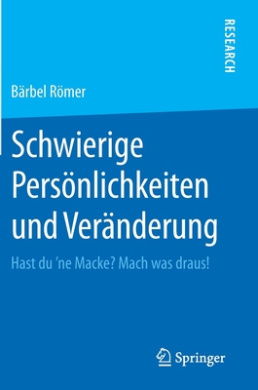 RESEARCH
Bärbel Römer
Schwierige
Persönlichkeiten
und Veränderung
Hast du ’ne Macke? Mach was draus!
Springer